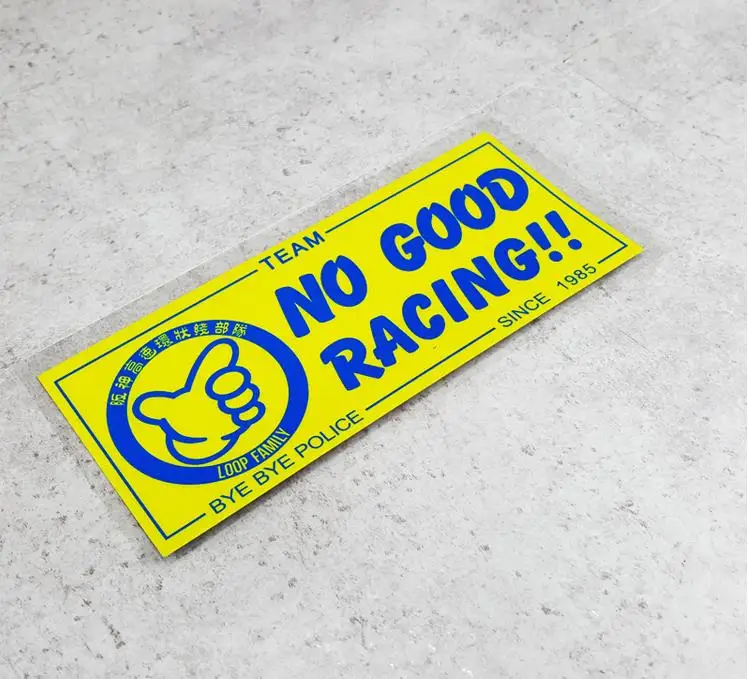 TEAM
NO GOOD
RACING!!
SINCE 1985
阪神高速環状線部隊
LOOP FAMILY
BYE BYE POLICE